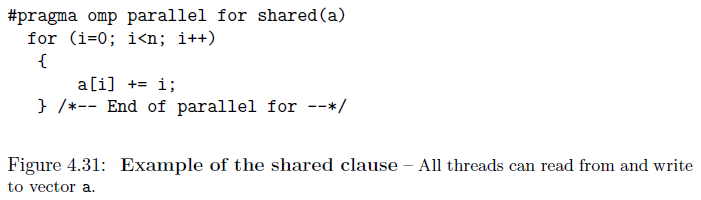 #pragma omp parallel for shared(a)
for (i=0; i<n; i++)
{
a[i] += i;
} /*-- End of parallel for --*/
Figure 4.31: Example of the shared clause – All threads can read from and write
to vector a.